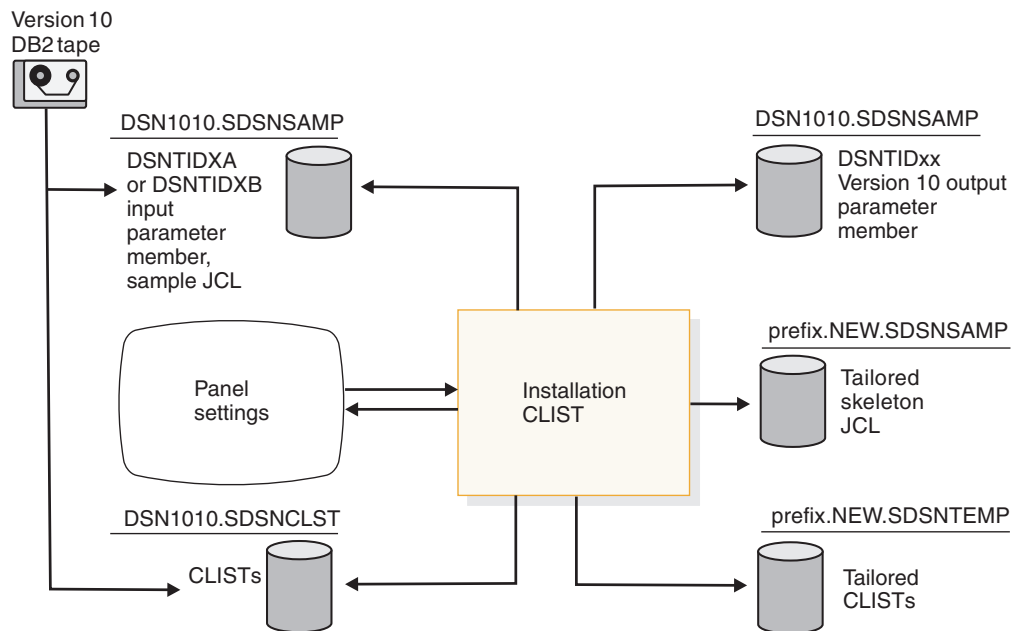 Version 10
DB2 tape
DSN1010.SDSNSAMP
DSNTIDXA
or DSNTIDXB
input
parameter
member,
sample JCL
DSN1010.SDSNSAMP
DSNTIDxx
Version 10 output
parameter
member
Panel
settings
Installation
CLIST
prefix.NEW.SDSNSAMP
Tailored
skeleton
JCL
DSN1010.SDSNCLST
CLISTs
prefix.NEW.SDSNTEMP
Tailored
CLISTs